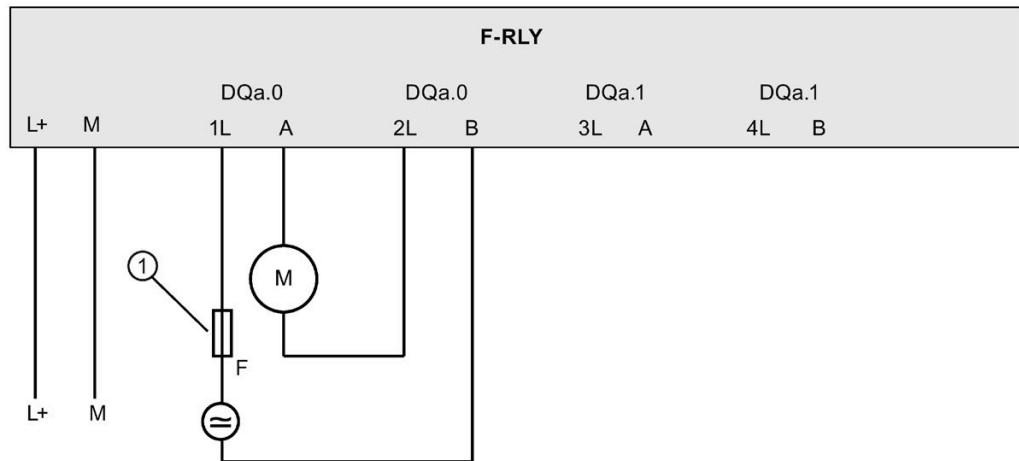 F-RLY
DQa.0 DQa.0 DQa.1 DQa.1
L+ M 1L A 2L B 3L A 4L B
1
M
F
L+ M